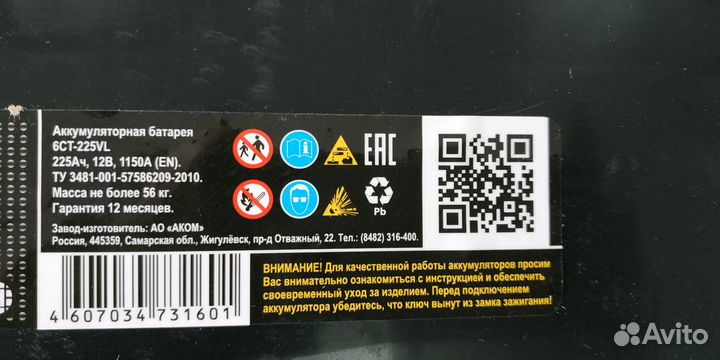 Аккумуляторная батарея
6СТ-225VL
225Ач, 12В, 1150А (EN).
ТУ 3481-001-57586209-2010.
Масса не более 56 кг.
Гарантия 12 месяцев.
Завод-изготовитель: АО «АКОМ»
Россия, 445359, Самарская обл., Жигулёвск, пр-д Отважный, 22. Тел.: (8482) 316-400.
EAC
Pb
4 607034 731601
ВНИМАНИЕ! Для качественной работы аккумуляторов просим
Вас внимательно ознакомиться с инструкцией и обеспечить
своевременный уход за изделием. Перед подключением
аккумулятора убедитесь, что ключ вынут из замка зажигания!
Avito